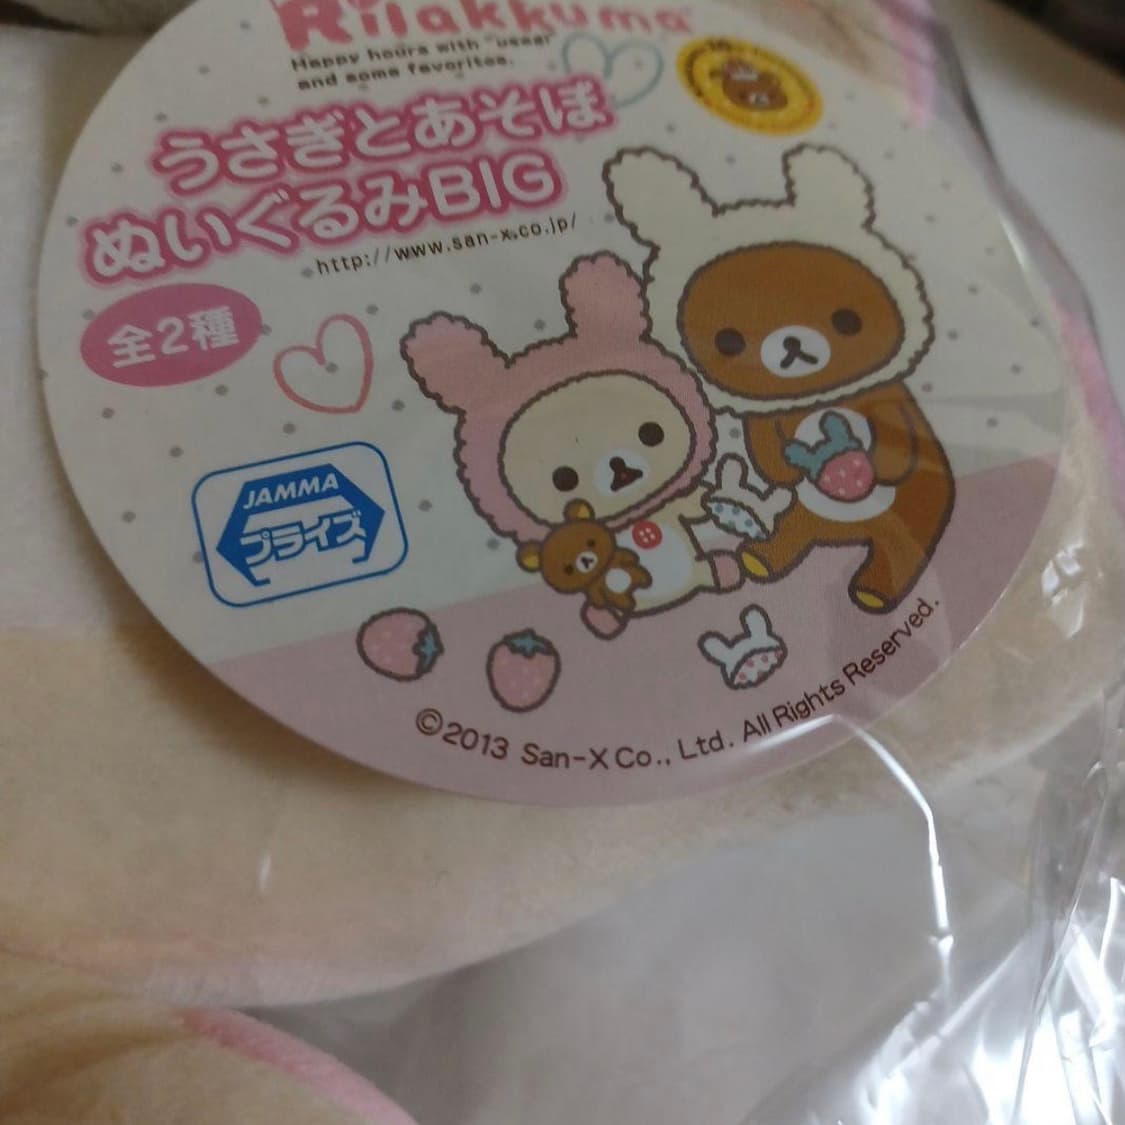 Rilakkuma
Happy hours with "usagi"
and some favorites.
うさぎとあそぼ
ぬいぐるみBIG
http://www.san-x.co.jp/
全2種
JAMMA
プライズ
©2013 San-X Co., Ltd. All Rights Reserved.